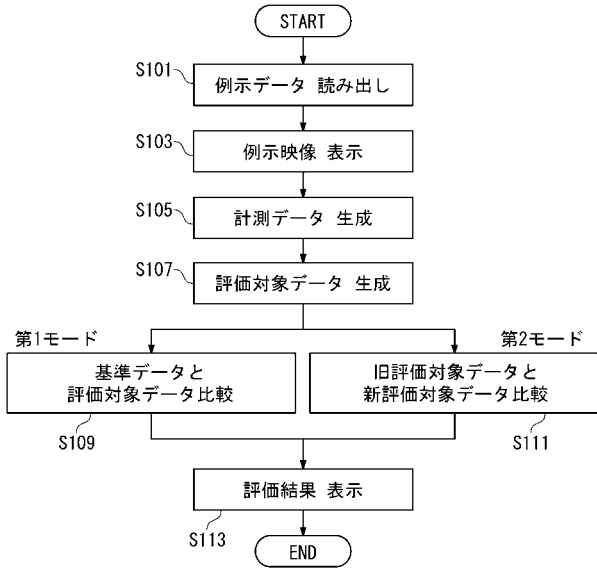 START
S101
例示データ 読み出し
S103
例示映像 表示
S105
計測データ 生成
S107
評価対象データ 生成
第1モード
第2モード
基準データと
評価対象データ比較
旧評価対象データと
新評価対象データ比較
S109
S111
評価結果 表示
S113
END